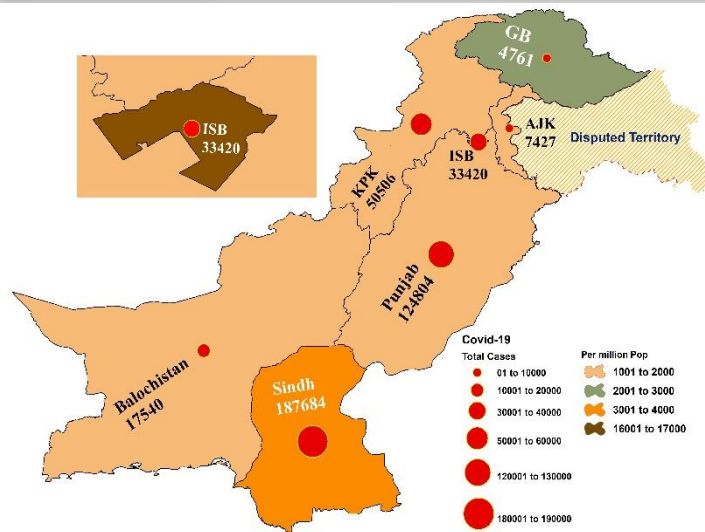 GB
4761
ISB
33420
AJK
7427
Disputed Territory
ISB
33420
KPK
50506
Punjab
124804
Balochistan
17540
Sindh
187684
Covid-19
Total Cases
01 to 10000
10001 to 20000
30001 to 40000
50001 to 60000
120001 to 130000
180001 to 190000
Per million Pop
1001 to 2000
2001 to 3000
3001 to 4000
16001 to 17000